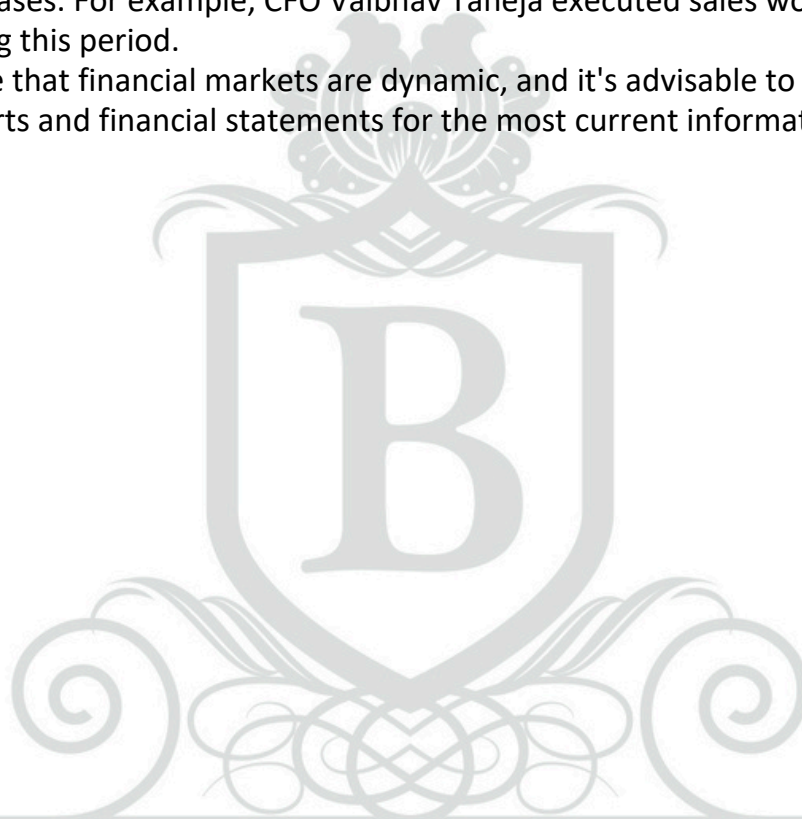 ases. For example, CFO Vaibhav Taneja executed sales wo
g this period.
e that financial markets are dynamic, and it's advisable to
rts and financial statements for the most current informat
B